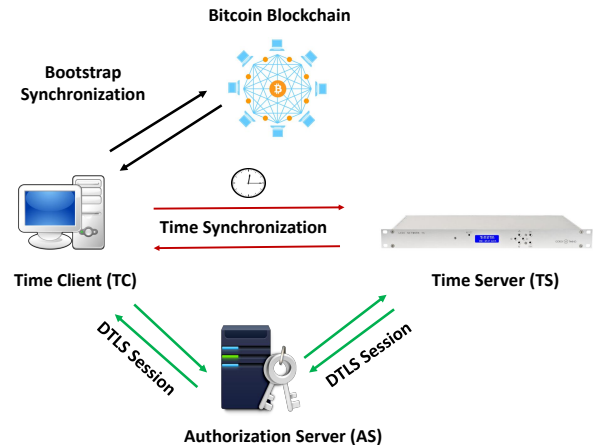 Bitcoin Blockchain
Bootstrap
Synchronization
Time Synchronization
Time Client (TC)
Time Server (TS)
DTLS Session
DTLS Session
Authorization Server (AS)